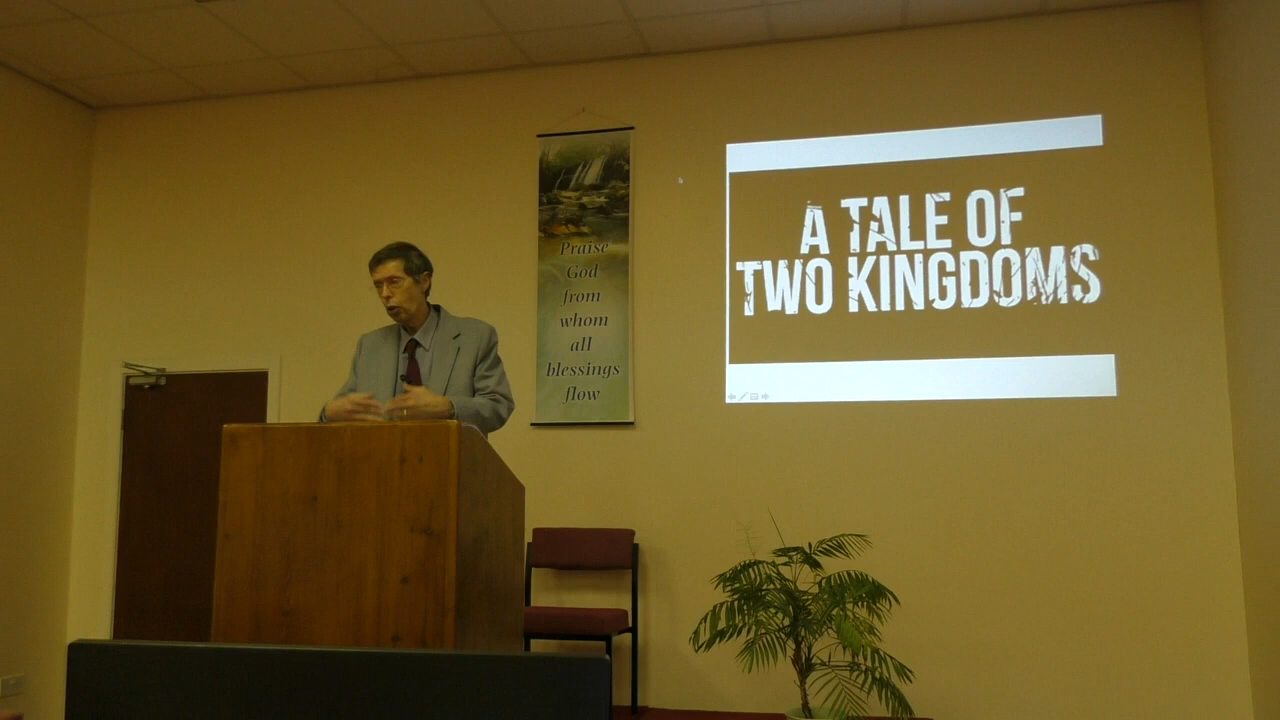 Praise
God
from
whom
all
blessings
flow
A TALE OF
TWO KINGDOMS